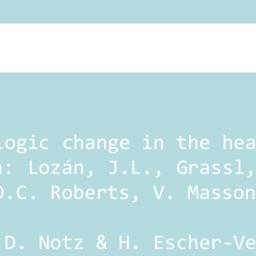 logic change in the hea
: Lozán, J.L., Grassl,
D.C. Roberts, V. Masson
D. Notz & H. Escher-Ve